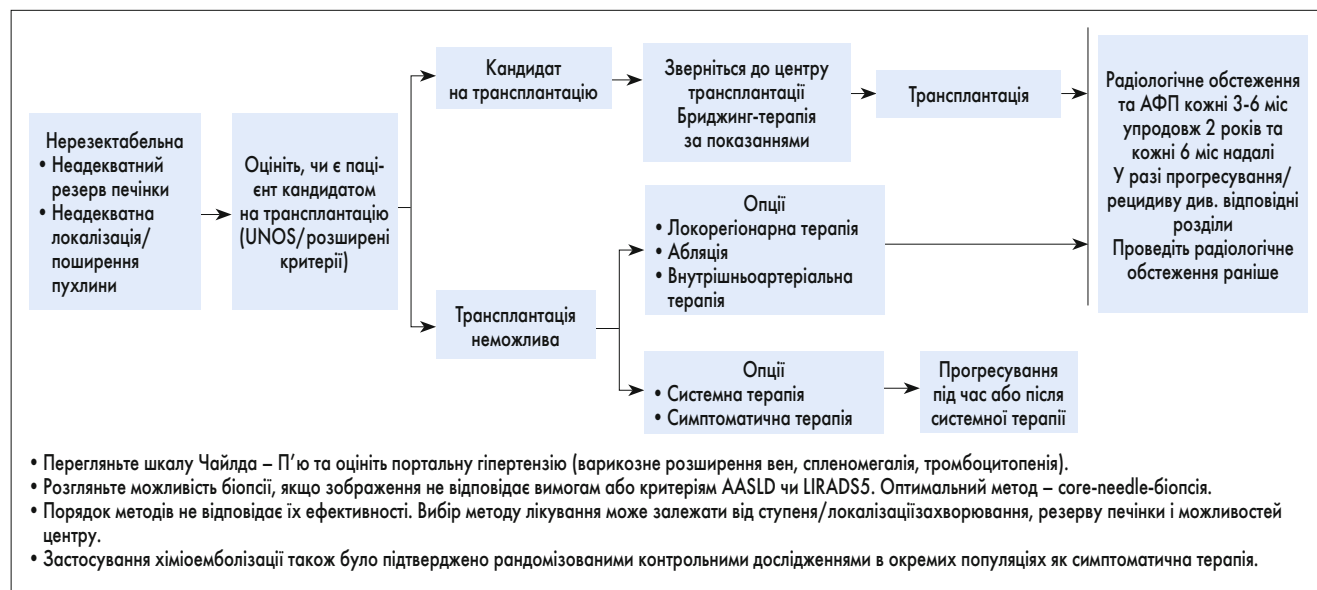 Нерезектабельна
• Неадекватний
резерв печінки
• Неадекватна
локалізація/
поширення
пухлини
Оцініть, чи є паці-
єнт кандидатом
на трансплантацію
(UNOS/розширені
критерії)
Кандидат
на трансплантацію
Зверніться до центру
трансплантації
Бриджинг-терапія
за показаннями
Трансплантація
Радіологічне обстеження
та АФП кожні 3-6 міс
упродовж 2 років та
кожні 6 міс надалі
У разі прогресування/
рецидиву див. відповідні
розділи
Проведіть радіологічне
обстеження раніше
Трансплантація
неможлива
Опції
• Локорегіонарна терапія
• Абляція
• Внутрішньоартеріальна
терапія
Опції
• Системна терапія
• Симптоматична терапія
Прогресування
під час або після
системної терапії
• Перегляньте шкалу Чайлда – П’ю та оцініть портальну гіпертензію (варикозне розширення вен, спленомегалія, тромбоцитопенія).
• Розгляньте можливість біопсії, якщо зображення не відповідає вимогам або критеріям AASLD чи LIRADS5. Оптимальний метод – core-needle-біопсія.
• Порядок методів не відповідає їх ефективності. Вибір методу лікування може залежати від ступеня/локалізаціїзахворювання, резерву печінки і можливостей
центру.
• Застосування хіміоемболізації також було підтверджено рандомізованими контрольними дослідженнями в окремих популяціях як симптоматична терапія.